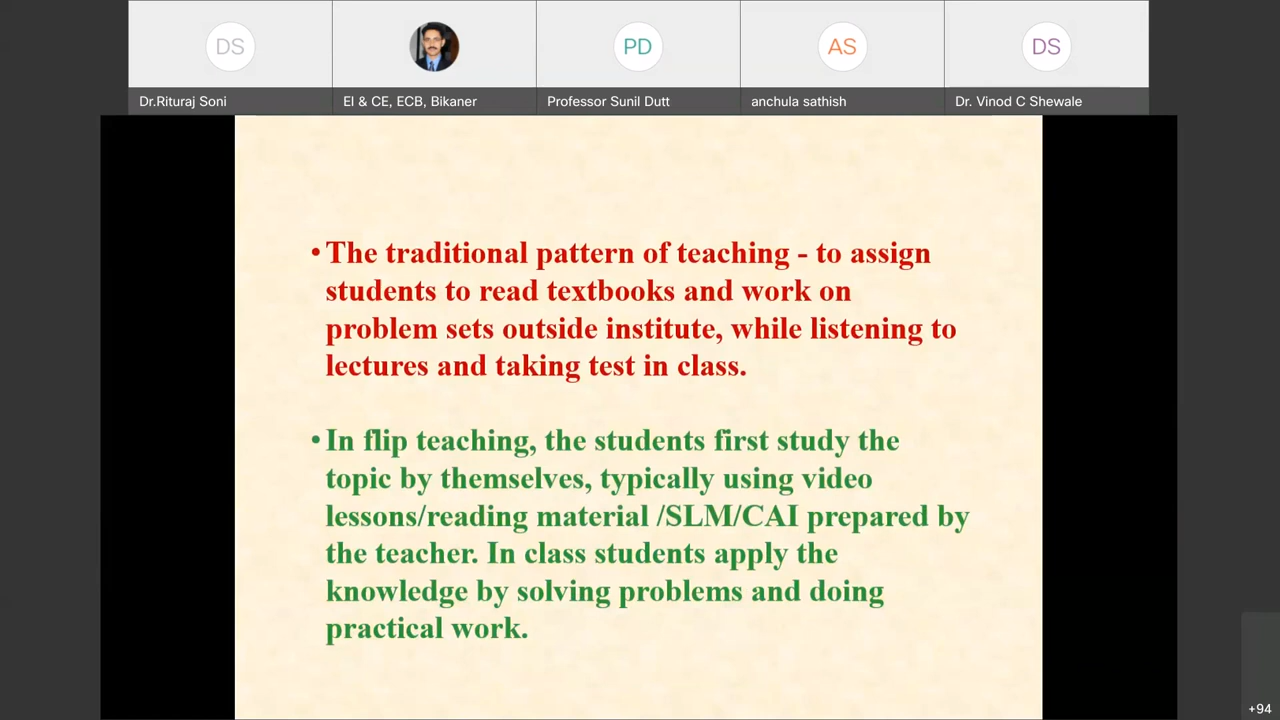 DS
PD
AS
DS
Dr.Rituraj Soni
EI & CE, ECB, Bikaner
Professor Sunil Dutt
anchula sathish
Dr. Vinod C Shewale
• The traditional pattern of teaching - to assign
students to read textbooks and work on
problem sets outside institute, while listening to
lectures and taking test in class.
• In flip teaching, the students first study the
topic by themselves, typically using video
lessons/reading material /SLM/CAI prepared by
the teacher. In class students apply the
knowledge by solving problems and doing
practical work.
+94